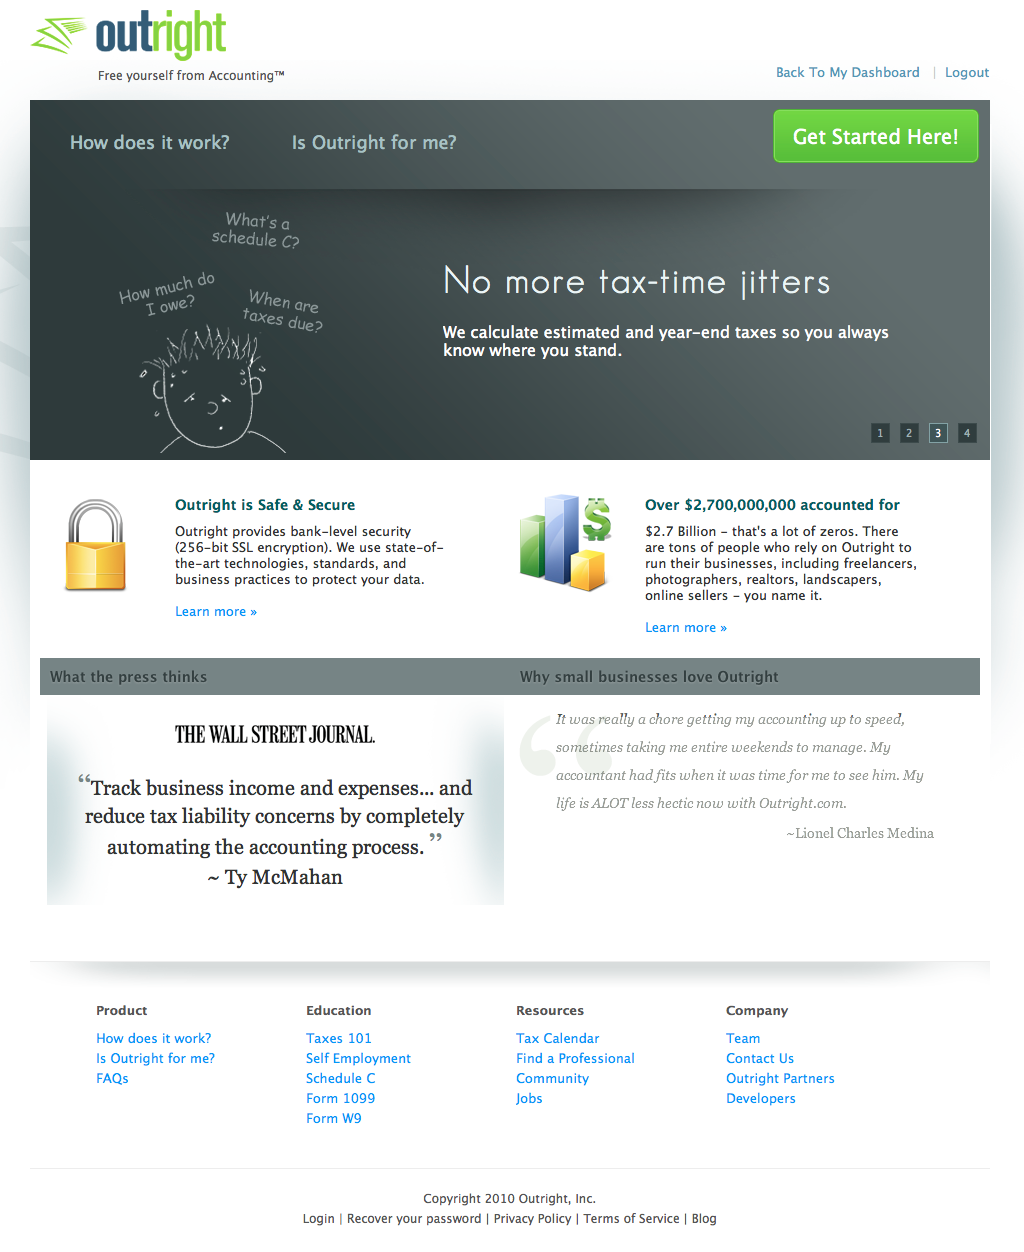 outright
Free yourself from Accounting™
Back To My Dashboard | Logout
How does it work?
Is Outright for me?
Get Started Here!
What's a
schedule C?
How much do
I owe?
When are
taxes due?
No more tax-time jitters
We calculate estimated and year-end taxes so you always
know where you stand.
1 2 3 4
Outright is Safe & Secure
Outright provides bank-level security
(256-bit SSL encryption). We use state-of-
the-art technologies, standards, and
business practices to protect your data.
Learn more »
Over $2,700,000,000 accounted for
$2.7 Billion - that's a lot of zeros. There
are tons of people who rely on Outright to
run their businesses, including freelancers,
photographers, realtors, landscapers,
online sellers - you name it.
Learn more »
What the press thinks
THE WALL STREET JOURNAL.
“Track business income and expenses... and
reduce tax liability concerns by completely
automating the accounting process. ”
~ Ty McMahan
Why small businesses love Outright
“It was really a chore getting my accounting up to speed,
sometimes taking me entire weekends to manage. My
accountant had fits when it was time for me to see him. My
life is ALOT less hectic now with Outright.com.
~Lionel Charles Medina
Product
How does it work?
Is Outright for me?
FAQs
Education
Taxes 101
Self Employment
Schedule C
Form 1099
Form W9
Resources
Tax Calendar
Find a Professional
Community
Jobs
Company
Team
Contact Us
Outright Partners
Developers
Copyright 2010 Outright, Inc.
Login | Recover your password | Privacy Policy | Terms of Service | Blog